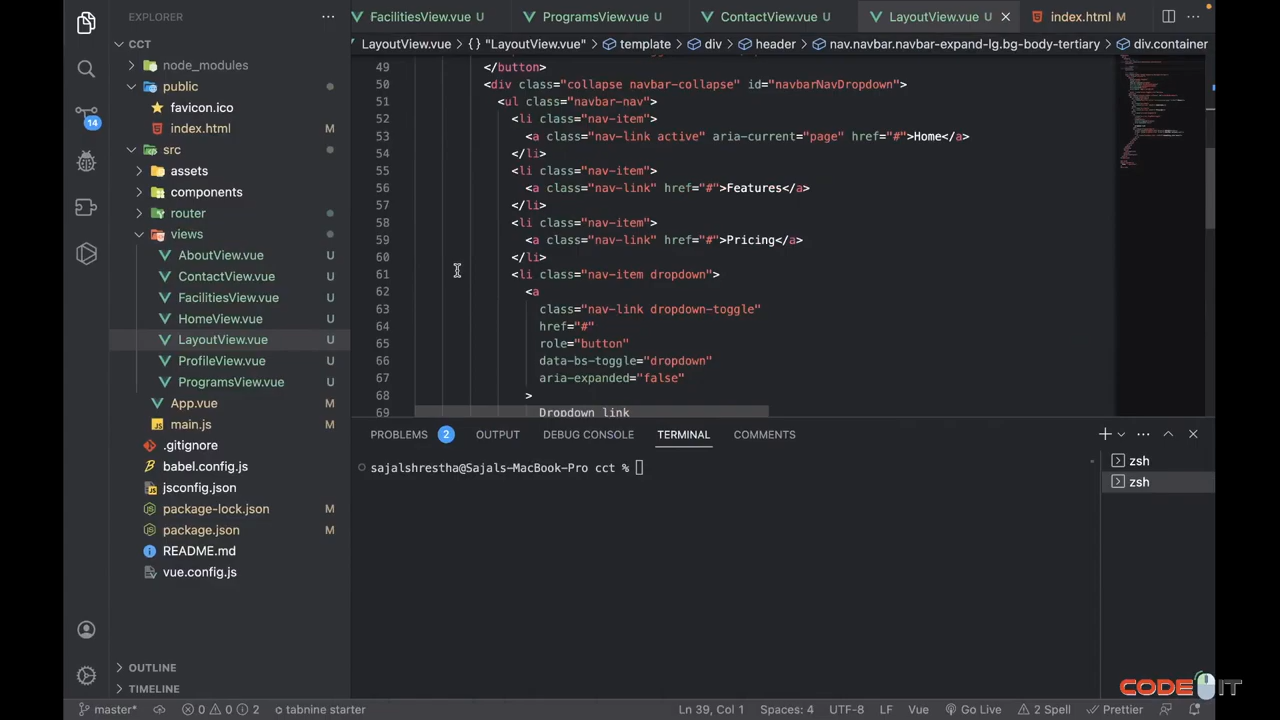 EXPLORER
FacilitiesView.vue U
ProgramsView.vue U
ContactView.vue U
LayoutView.vue U
index.html M
CCT
LayoutView.vue {} "LayoutView.vue" template div header nav.navbar.navbar-expand-lg.bg-body-tertiary div.container
node_modules
public
favicon.ico
index.html M
src
assets
components
router
views
AboutView.vue U
ContactView.vue U
FacilitiesView.vue U
HomeView.vue U
LayoutView.vue U
ProfileView.vue U
ProgramsView.vue U
App.vue M
main.js M
.gitignore
babel.config.js
jsconfig.json
package-lock.json M
package.json M
README.md
vue.config.js
OUTLINE
TIMELINE
14
49 </button>
50 <div class="collapse navbar-collapse" id="navbarNavDropdown">
51 <ul class="navbar-nav">
52 <li class="nav-item">
53 <a class="nav-link active" aria-current="page" href="#">Home</a>
54 </li>
55 <li class="nav-item">
56 <a class="nav-link" href="#">Features</a>
57 </li>
58 <li class="nav-item">
59 <a class="nav-link" href="#">Pricing</a>
60 </li>
61 <li class="nav-item dropdown">
62 <a
63 class="nav-link dropdown-toggle"
64 href="#"
65 role="button"
66 data-bs-toggle="dropdown"
67 aria-expanded="false"
68 >
69 Dropdown link
PROBLEMS 2 OUTPUT DEBUG CONSOLE TERMINAL COMMENTS
sajalshrestha@Sajals-MacBook-Pro cct %
zsh
zsh
CODE IT
master* 0 0 2 tabnine starter Ln 39, Col 1 Spaces: 4 UTF-8 LF Vue Go Live 2 Spell Prettier